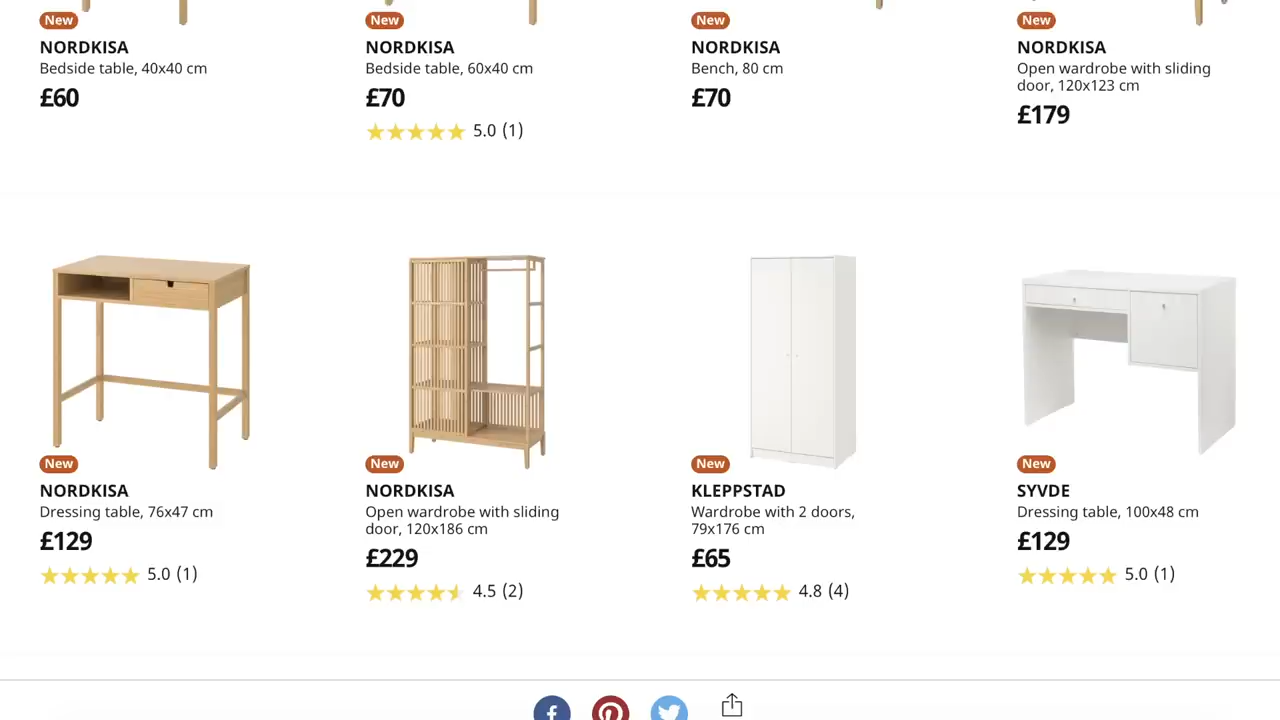 New
NORDKISA
Bedside table, 40x40 cm
£60
New
NORDKISA
Bedside table, 60x40 cm
£70
5.0 (1)
New
NORDKISA
Bench, 80 cm
£70
New
NORDKISA
Open wardrobe with sliding
door, 120x123 cm
£179
New
NORDKISA
Dressing table, 76x47 cm
£129
5.0 (1)
New
NORDKISA
Open wardrobe with sliding
door, 120x186 cm
£229
4.5 (2)
New
KLEPPSTAD
Wardrobe with 2 doors,
79x176 cm
£65
4.8 (4)
New
SYVDE
Dressing table, 100x48 cm
£129
5.0 (1)